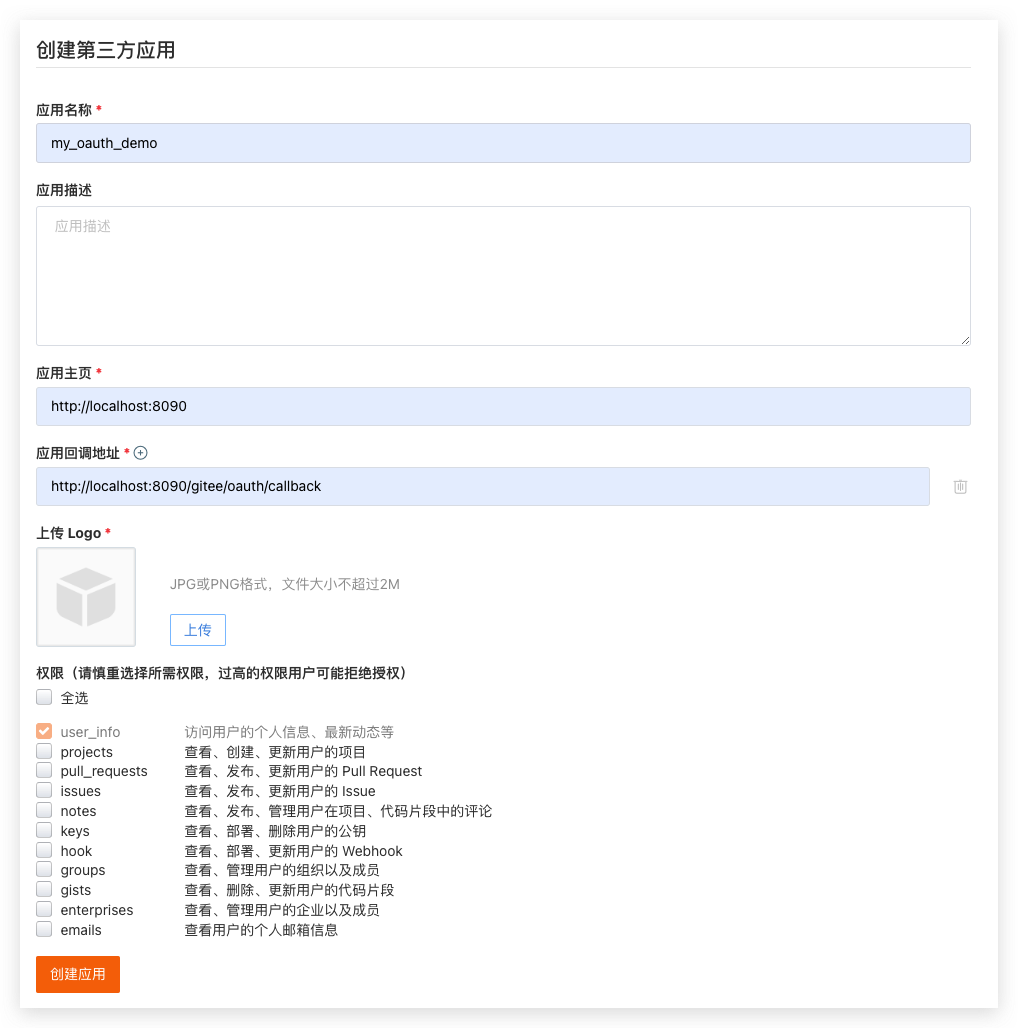 创建第三方应用
应用名称 *
my_oauth_demo
应用描述
应用描述
应用主页 *
http://localhost:8090
应用回调地址 *
http://localhost:8090/gitee/oauth/callback
上传 Logo *
JPG或PNG格式，文件大小不超过2M
上传
权限（请慎重选择所需权限，过高的权限用户可能拒绝授权）
全选
user_info 访问用户的个人信息、最新动态等
projects 查看、创建、更新用户的项目
pull_requests 查看、发布、更新用户的 Pull Request
issues 查看、发布、更新用户的 Issue
notes 查看、发布、管理用户在项目、代码片段中的评论
keys 查看、部署、删除用户的公钥
hook 查看、部署、更新用户的 Webhook
groups 查看、管理用户的组织以及成员
gists 查看、删除、更新用户的代码片段
enterprises 查看、管理用户的企业以及成员
emails 查看用户的个人邮箱信息
创建应用